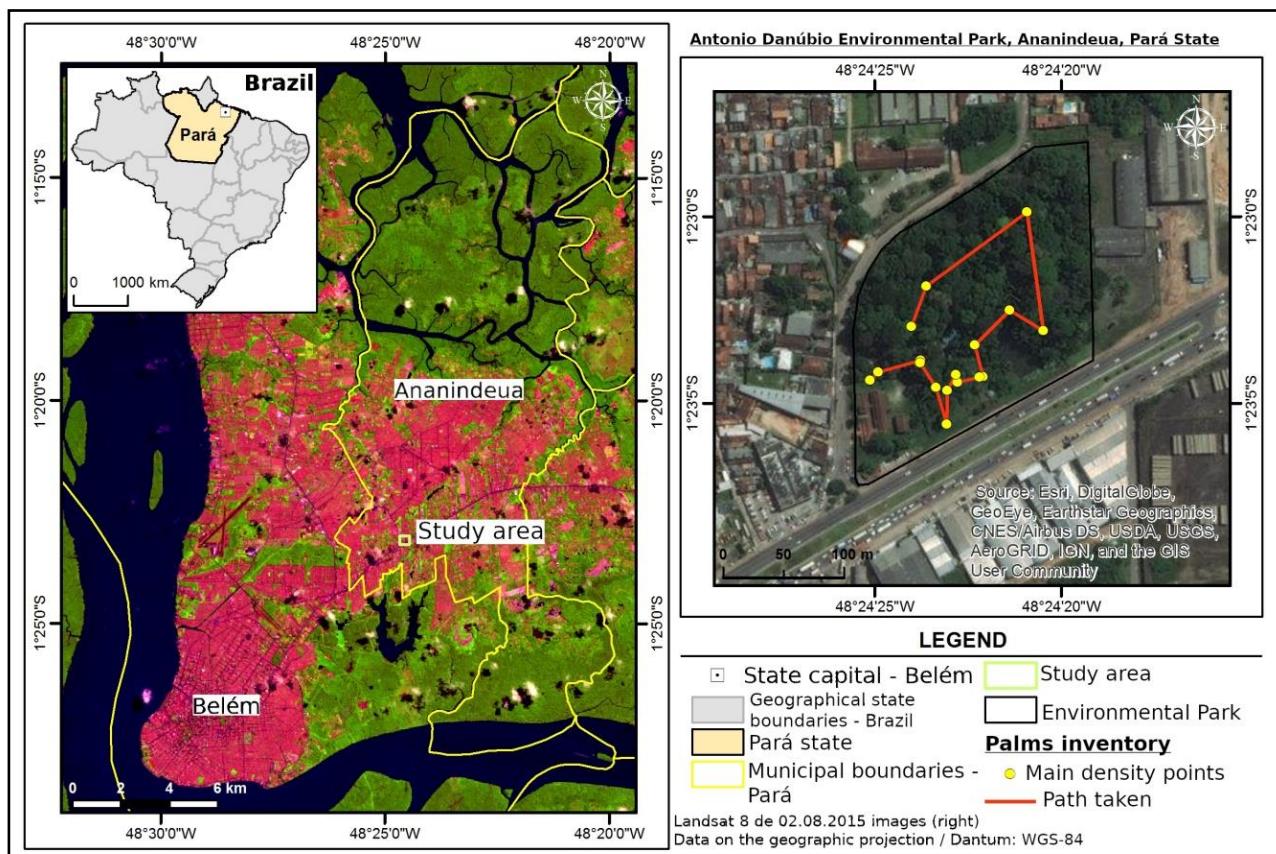 48°30'0"W
48°25'0"W
48°20'0"W
Brazil
Pará
0 1000 km.
N
W E
S
1°15'0"S
1°20'0"S
1°25'0"S
1°15'0"S
1°20'0"S
1°25'0"S
Ananindeua
Study area
Belém
0 2 4 6 km
48°30'0"W
48°25'0"W
48°20'0"W
Antonio Danúbio Environmental Park, Ananindeua, Pará State
48°24'25"W
48°24'20"W
N
W E
S
1°23'0"S
1°23'5"S
1°23'0"S
1°23'5"S
Source: Esri, DigitalGlobe,
GeoEye, Earthstar Geographics,
CNES/Airbus DS, USDA, USGS,
AeroGRID, IGN, and the GIS
User Community
0 50 100 m
48°24'25"W
48°24'20"W
LEGEND
State capital - Belém
Geographical state
boundaries - Brazil
Pará state
Municipal boundaries -
Pará
Study area
Environmental Park
Palms inventory
Main density points
Path taken
Landsat 8 de 02.08.2015 images (right)
Data on the geographic projection / Dantum: WGS-84